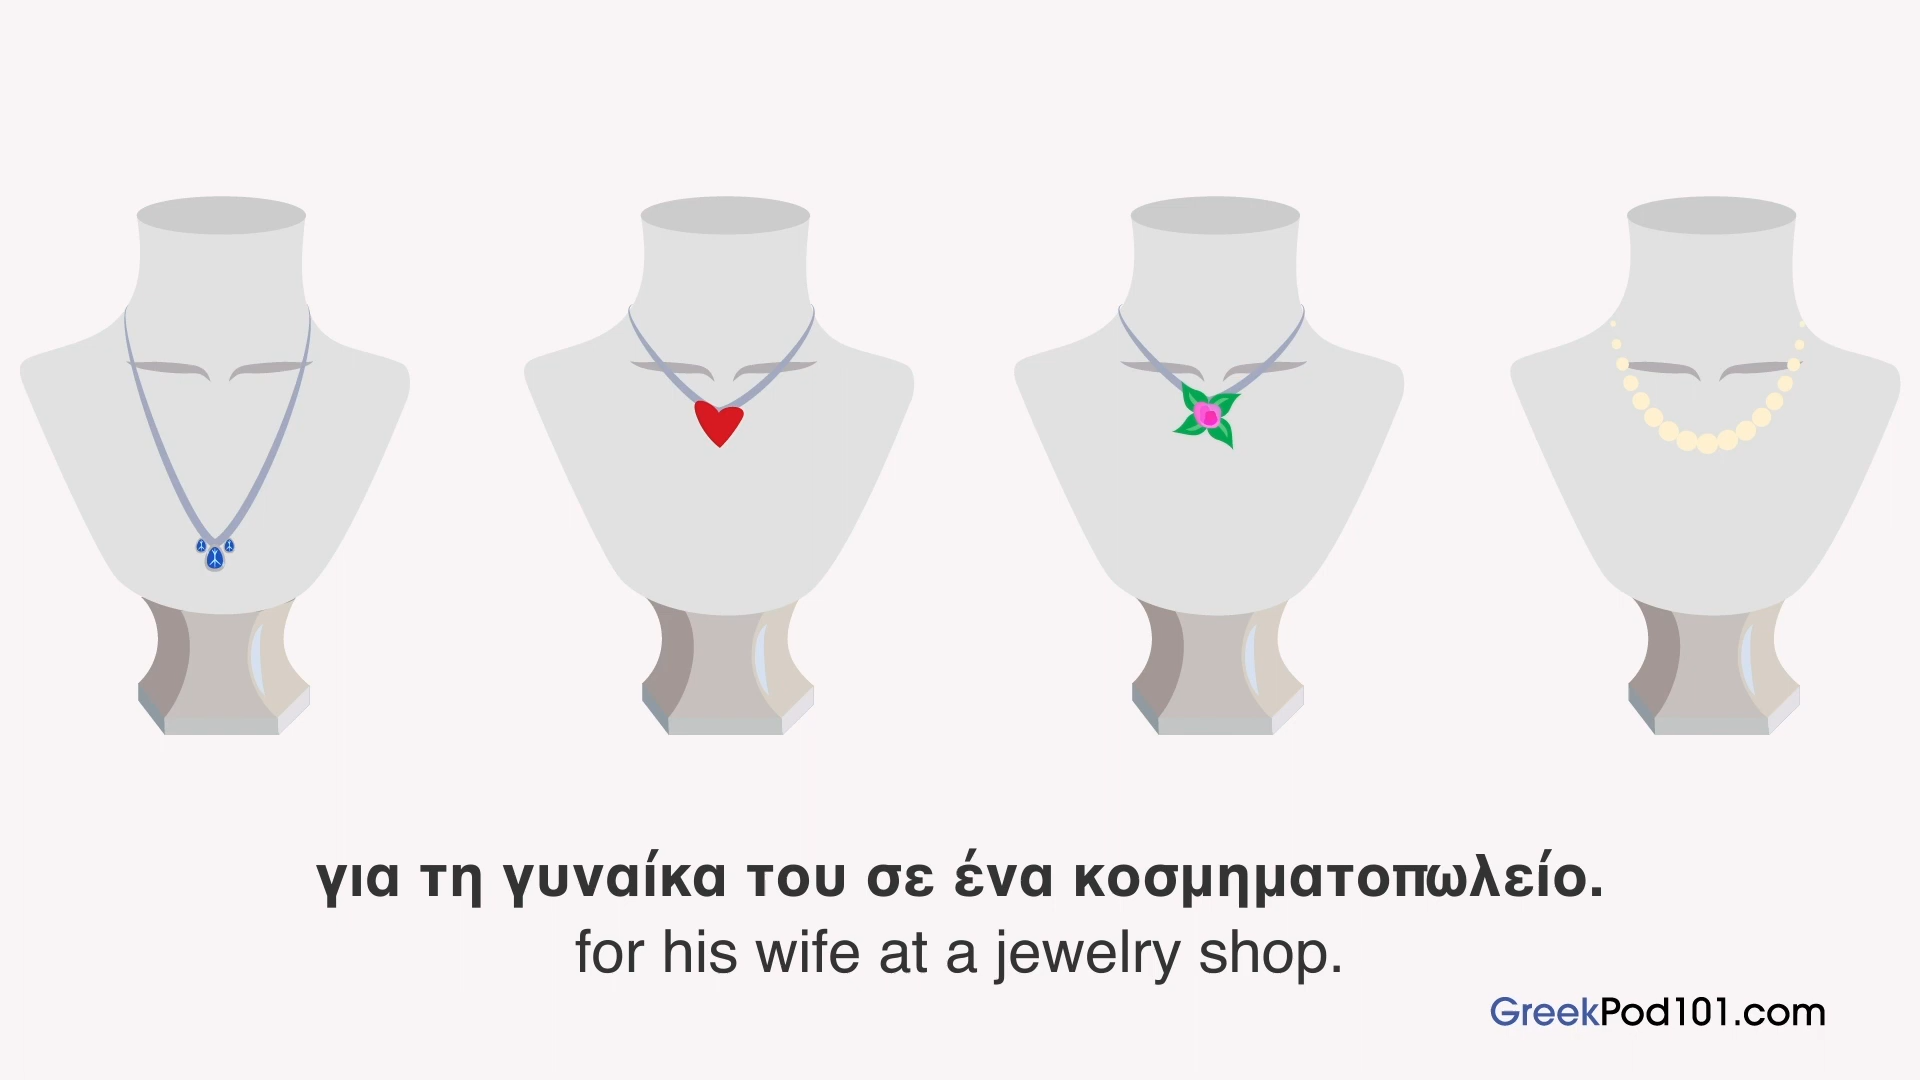 για τη γυναίκα του σε ένα κοσμηματοπωλείο.
for his wife at a jewelry shop.
GreekPod101.com